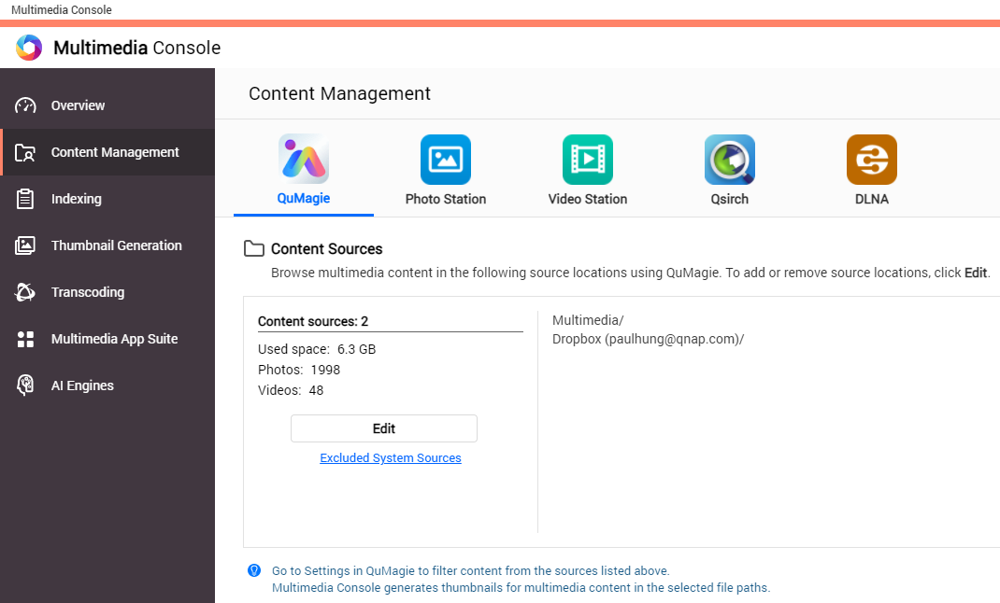 Multimedia Console
Multimedia Console
Overview
Content Management
Indexing
Thumbnail Generation
Transcoding
Multimedia App Suite
AI Engines
Content Management
QuMagie
Photo Station
Video Station
Qsirch
DLNA
Content Sources
Browse multimedia content in the following source locations using QuMagie. To add or remove source locations, click Edit.
Content sources: 2
Used space: 6.3 GB
Photos: 1998
Videos: 48
Edit
Excluded System Sources
Multimedia/
Dropbox (paulhung@qnap.com)/
Go to Settings in QuMagie to filter content from the sources listed above.
Multimedia Console generates thumbnails for multimedia content in the selected file paths.